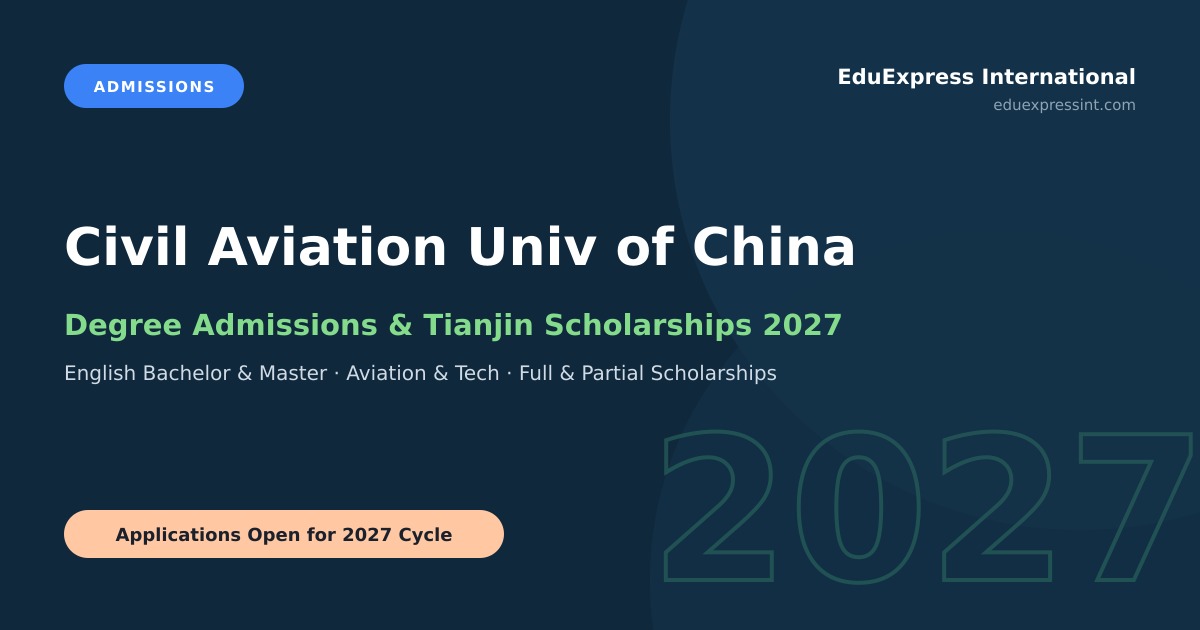 ADMISSIONS
EduExpress International
eduexpressint.com
Civil Aviation Univ of China
Degree Admissions & Tianjin Scholarships 2027
English Bachelor & Master · Aviation & Tech · Full & Partial Scholarships
2027
Applications Open for 2027 Cycle